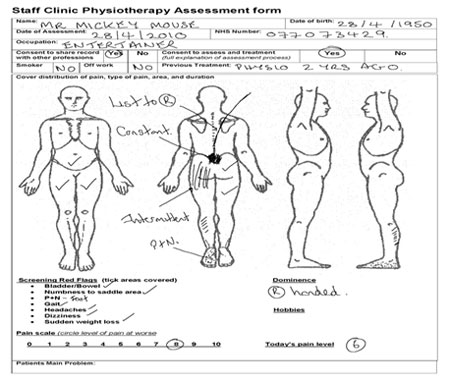 Staff Clinic Physiotherapy Assessment form
Name: MR MICKEY MOUSE Date of birth: 28/4/1950
Date of Assessment 28/4/2010 NHS Number: 077073429.
Occupation: ENTERTAINER
Consent to share record with other professions Yes No Consent to assess and treatment (full explanation of assessment process) Yes No
Smoker NO Off work NO Previous Treatment: PHYSIO 2 YRS AGO.
Cover distribution of pain, type of pain, area, and duration
List to R
Constant.
Intermittent
P+N.
Screening Red Flags (tick areas covered)
• Bladder/Bowel
• Numbness to saddle area
• P+N – foot
• Gait
• Headaches
• Dizziness
• Sudden weight loss
Dominence
R handed.
Hobbies
Pain scale (circle level of pain at worse
0 1 2 3 4 5 6 7 8 9 10
Today's pain level 6
Patients Main Problem: